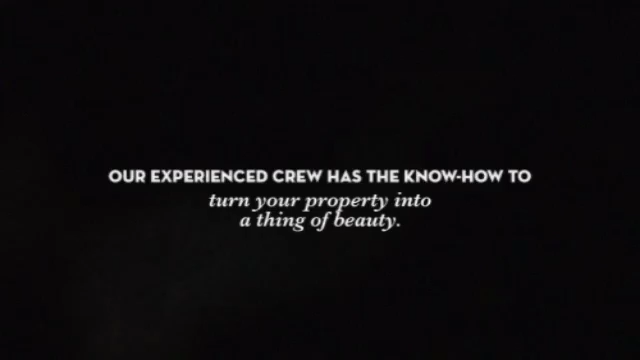 OUR EXPERIENCED CREW HAS THE KNOW-HOW TO
turn your property into
a thing of beauty.